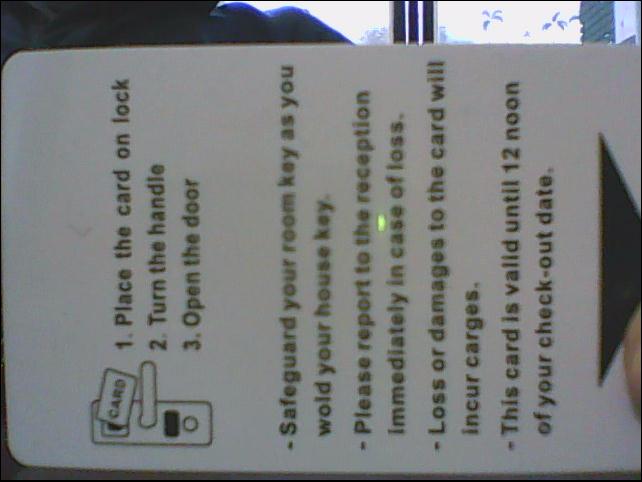 1. Place the card on lock
2. Turn the handle
3. Open the door
CARD
- Safeguard your room key as you
wold your house key.
- Please report to the reception
immediately in case of loss.
- Loss or damages to the card will
incur carges.
- This card is valid until 12 noon
of your check-out date.